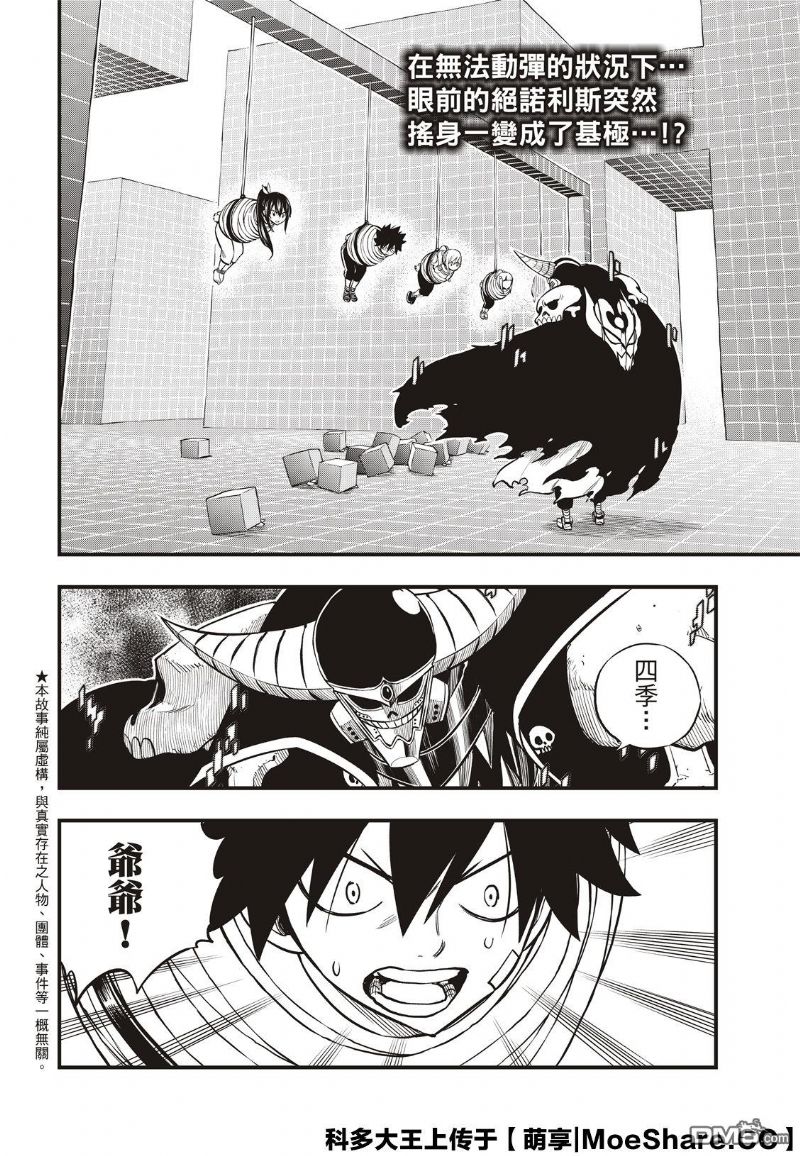 在無法動彈的狀況下…
眼前的絕諾利斯突然
搖身一變成了基極…!?
四季…
爺爺！
★本故事純屬虛構，與真實存在之人物、團體、事件等一概無關。
科多大王上传于【萌享|MoeShare.CC】